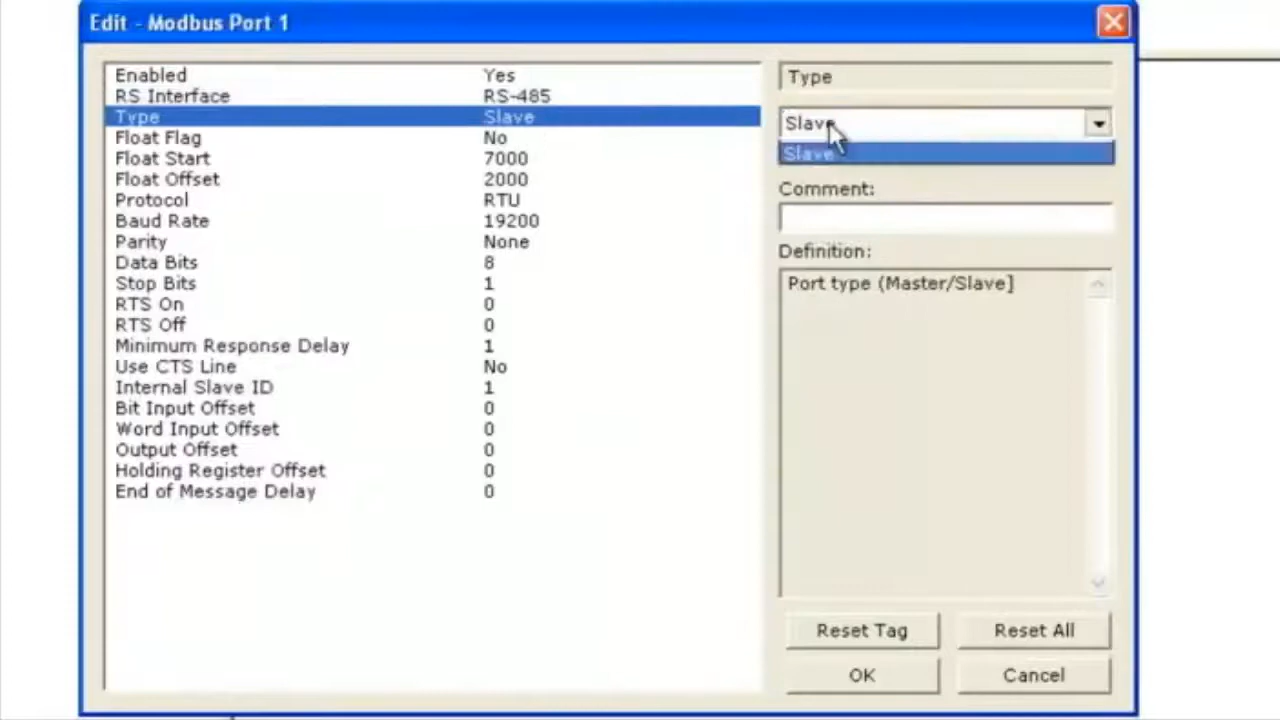 Edit - Modbus Port 1
Enabled Yes
RS Interface RS-485
Type Slave
Float Flag No
Float Start 7000
Float Offset 2000
Protocol RTU
Baud Rate 19200
Parity None
Data Bits 8
Stop Bits 1
RTS On 0
RTS Off 0
Minimum Response Delay 1
Use CTS Line No
Internal Slave ID 1
Bit Input Offset 0
Word Input Offset 0
Output Offset 0
Holding Register Offset 0
End of Message Delay 0
Type
Slave
Slave
Comment:
Definition:
Port type (Master/Slave]
Reset Tag Reset All
OK Cancel